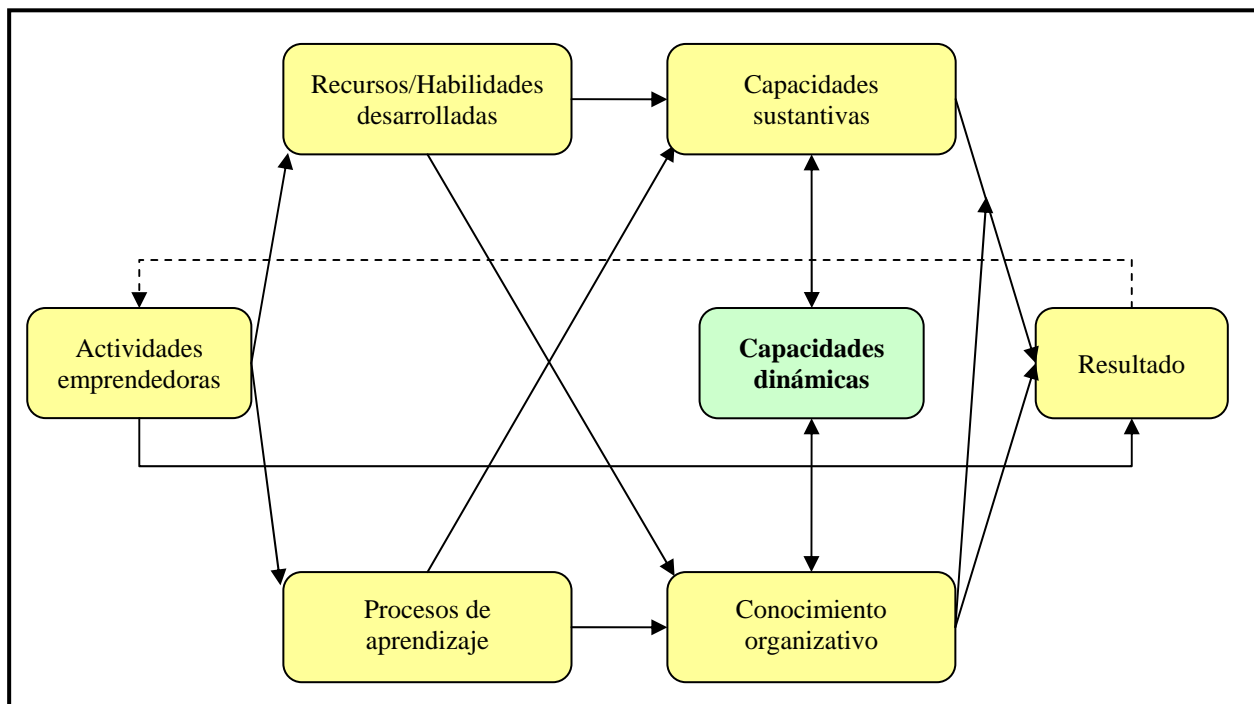 Recursos/Habilidades
desarrolladas
Capacidades
sustantivas
Actividades
emprendedoras
Capacidades
dinámicas
Resultado
Procesos de
aprendizaje
Conocimiento
organizativo